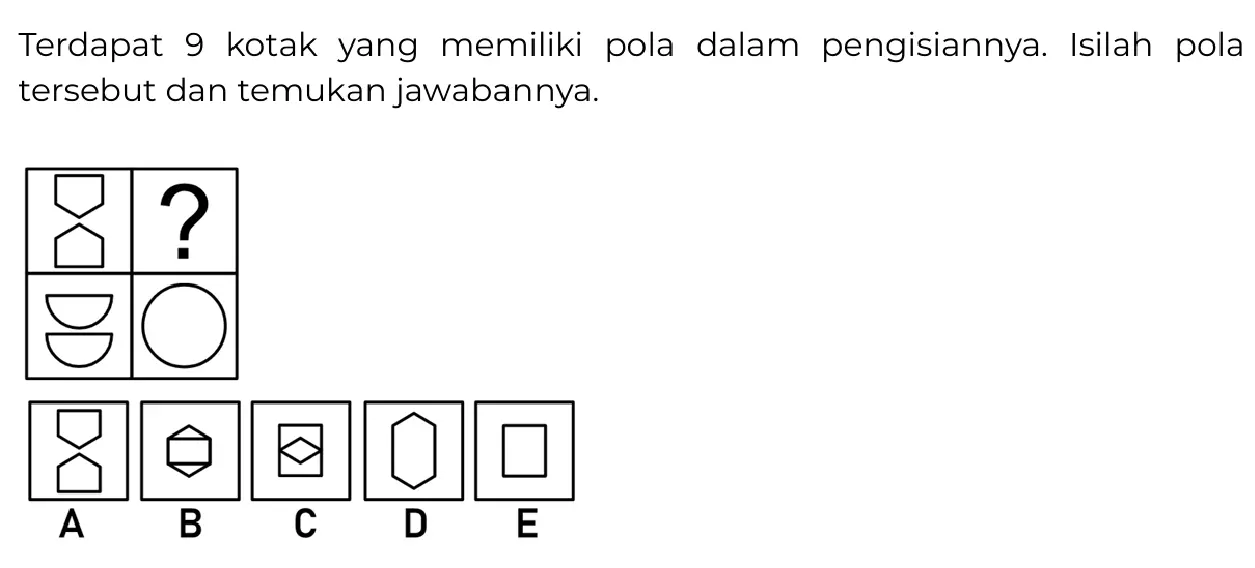 Terdapat 9 kotak yang memiliki pola dalam pengisiannya. Isilah pola
tersebut dan temukan jawabannya.
?
A B C D E